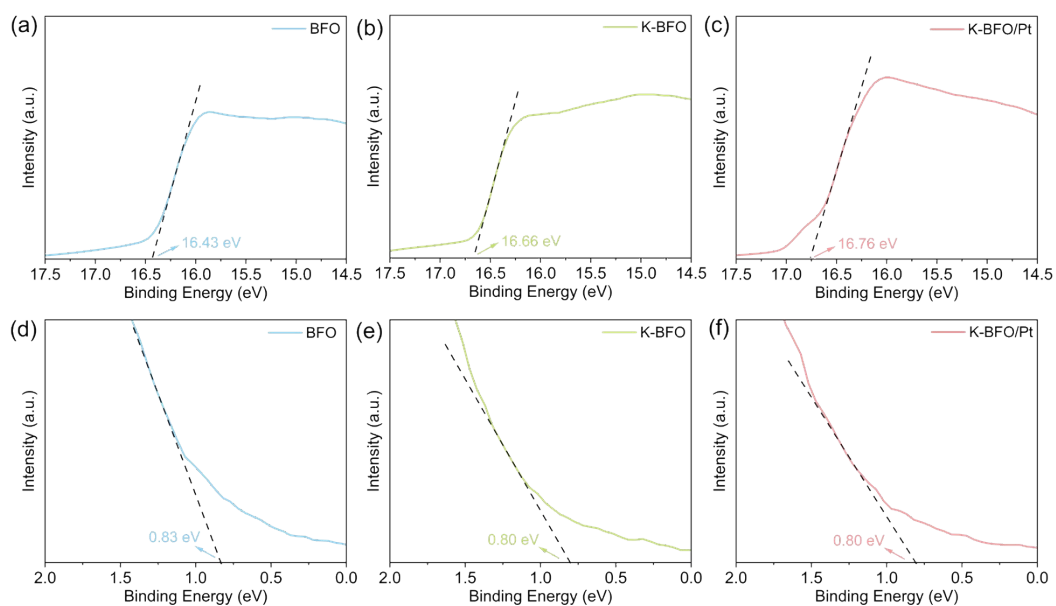 (a)
BFO
Intensity (a.u.)
16.43 eV
17.5 17.0 16.5 16.0 15.5 15.0 14.5
Binding Energy (eV)
(b)
K-BFO
Intensity (a.u.)
16.66 eV
17.5 17.0 16.5 16.0 15.5 15.0 14.5
Binding Energy (eV)
(c)
K-BFO/Pt
Intensity (a.u.)
16.76 eV
17.5 17.0 16.5 16.0 15.5 15.0 14.5
Binding Energy (eV)
(d)
BFO
Intensity (a.u.)
0.83 eV
2.0 1.5 1.0 0.5 0.0
Binding Energy (eV)
(e)
K-BFO
Intensity (a.u.)
0.80 eV
2.0 1.5 1.0 0.5 0.0
Binding Energy (eV)
(f)
K-BFO/Pt
Intensity (a.u.)
0.80 eV
2.0 1.5 1.0 0.5 0.0
Binding Energy (eV)